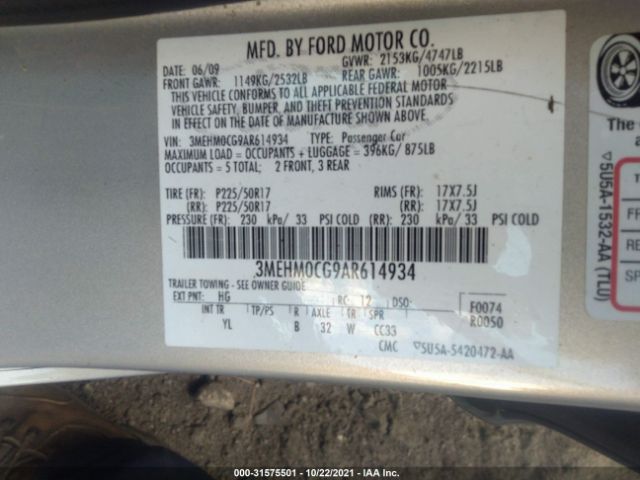 MFD. BY FORD MOTOR CO.
DATE: 06/09 GVWR: 2153KG/4747LB
FRONT GAWR: 1149KG/2532LB REAR GAWR: 1005KG/2215LB
THIS VEHICLE CONFORMS TO ALL APPLICABLE FEDERAL MOTOR
VEHICLE SAFETY, BUMPER, AND THEFT PREVENTION STANDARDS
IN EFFECT ON THE DATE OF MANUFACTURE SHOWN ABOVE.
VIN: 3MEHM0CG9AR614934 TYPE: Passenger Car
MAXIMUM LOAD = OCCUPANTS + LUGGAGE = 396KG/ 875LB
OCCUPANTS = 5 TOTAL; 2 FRONT, 3 REAR
TIRE (FR): P225/50R17 RIMS (FR): 17X7.5J
(RR): P225/50R17 (RR): 17X7.5J
PRESSURE (FR): 230 kPa/ 33 PSI COLD (RR): 230 kPa/ 33 PSI COLD
3MEHM0CG9AR614934
TRAILER TOWING - SEE OWNER GUIDE
EXT PNT: HG RC: 12 DSO: F0074
INT TR TP/PS R AXLE TR SPR R0050
YL B 32 W CC33
CMC ▽5U5A-5420472-AA
The
▽5U5A-1532-AA (TLU)
T
RE
SP
000-31575501 - 10/22/2021 - IAA Inc.